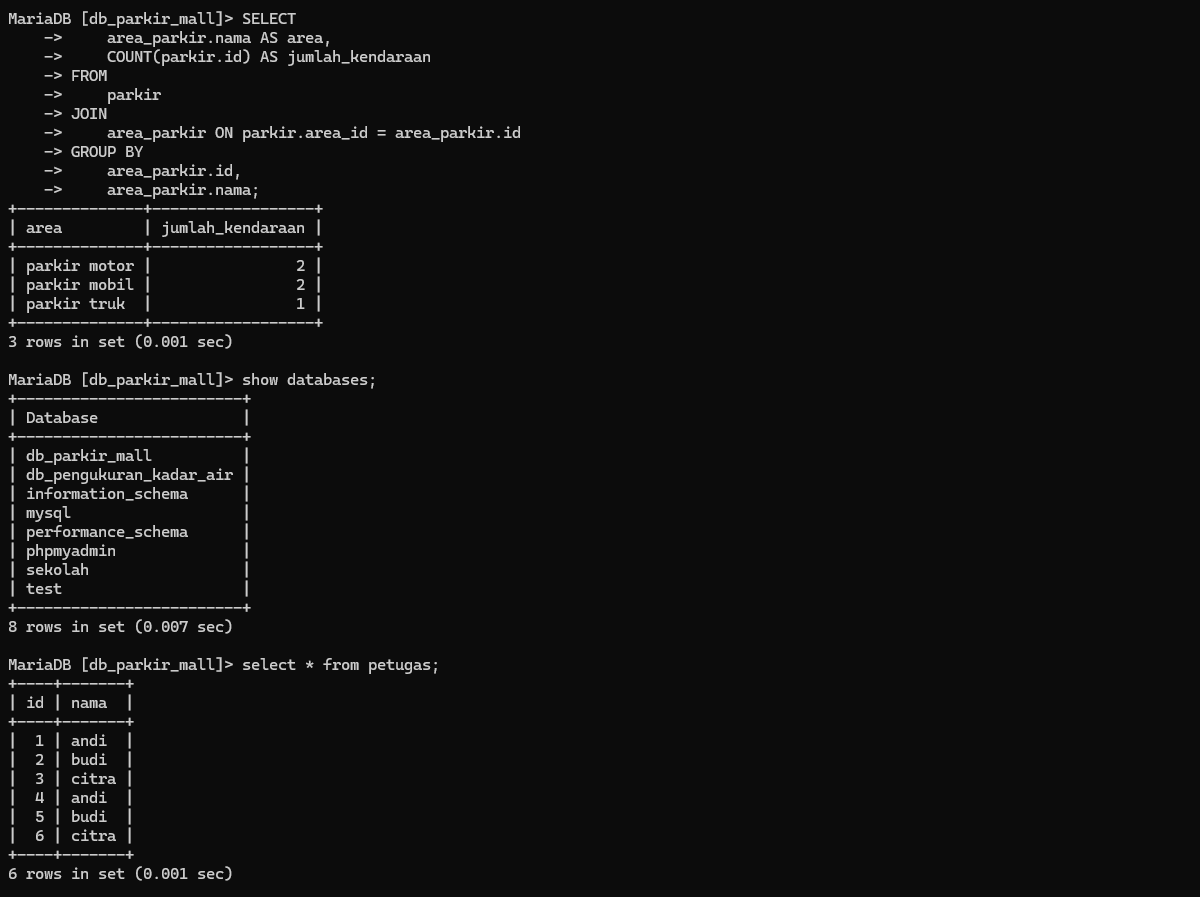 MariaDB [db_parkir_mall]> SELECT
    ->     area_parkir.nama AS area,
    ->     COUNT(parkir.id) AS jumlah_kendaraan
    -> FROM
    ->     parkir
    -> JOIN
    ->     area_parkir ON parkir.area_id = area_parkir.id
    -> GROUP BY
    ->     area_parkir.id,
    ->     area_parkir.nama;
+--------------+------------------+
| area         | jumlah_kendaraan |
+--------------+------------------+
| parkir motor |                2 |
| parkir mobil |                2 |
| parkir truk  |                1 |
+--------------+------------------+
3 rows in set (0.001 sec)

MariaDB [db_parkir_mall]> show databases;
+-------------------------+
| Database                |
+-------------------------+
| db_parkir_mall          |
| db_pengukuran_kadar_air |
| information_schema      |
| mysql                   |
| performance_schema      |
| phpmyadmin              |
| sekolah                 |
| test                    |
+-------------------------+
8 rows in set (0.007 sec)

MariaDB [db_parkir_mall]> select * from petugas;
+----+-------+
| id | nama  |
+----+-------+
|  1 | andi  |
|  2 | budi  |
|  3 | citra |
|  4 | andi  |
|  5 | budi  |
|  6 | citra |
+----+-------+
6 rows in set (0.001 sec)